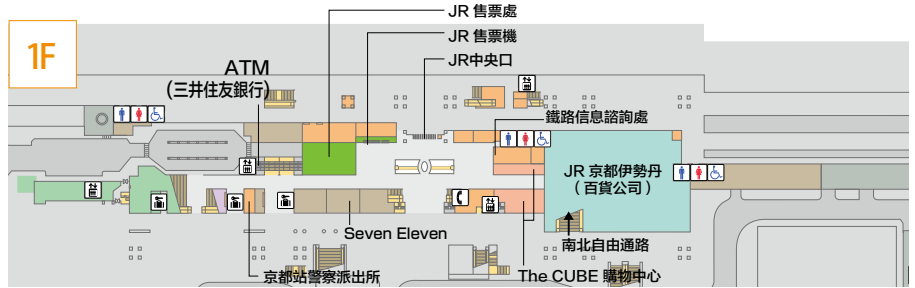 1F
JR 售票處
JR 售票機
JR中央口
ATM
(三井住友銀行)
鐵路信息諮詢處
JR 京都伊勢丹
(百貨公司)
Seven Eleven
南北自由通路
京都站警察派出所
The CUBE 購物中心